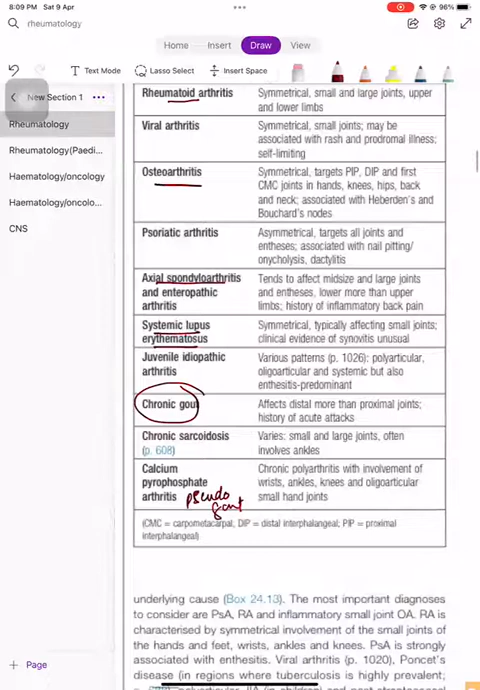 8:09 PM Sat 9 Apr
96%
rheumatology
Home Insert Draw View
Text Mode Lasso Select Insert Space
New Section 1
Rheumatology
Rheumatology(Paedi...
Haematology/oncology
Haematology/oncolo...
CNS
Page
Rheumatoid arthritis
Symmetrical, small and large joints, upper
and lower limbs
Viral arthritis
Symmetrical, small joints; may be
associated with rash and prodromal illness;
self-limiting
Osteoarthritis
Symmetrical, targets PIP, DIP and first
CMC joints in hands, knees, hips, back
and neck; associated with Heberden's and
Bouchard's nodes
Psoriatic arthritis
Asymmetrical, targets all joints and
entheses; associated with nail pitting/
onycholysis, dactylitis
Axial spondyloarthritis
and enteropathic
arthritis
Tends to affect midsize and large joints
and entheses, lower more than upper
limbs; history of inflammatory back pain
Systemic lupus
erythematosus
Symmetrical, typically affecting small joints;
clinical evidence of synovitis unusual
Juvenile idiopathic
arthritis
Various patterns (p. 1026): polyarticular,
oligoarticular and systemic but also
enthesitis-predominant
Chronic gout
Affects distal more than proximal joints;
history of acute attacks
Chronic sarcoidosis
(p. 608)
Varies: small and large joints, often
involves ankles
Calcium
pyrophosphate
arthritis
pseudo
gout
Chronic polyarthritis with involvement of
wrists, ankles, knees and oligoarticular
small hand joints
(CMC = carpometacarpal, DIP = distal interphalangeal; PIP = proximal
interphalangeal)
underlying cause (Box 24.13). The most important diagnoses
to consider are PsA, RA and inflammatory small joint OA. RA is
characterised by symmetrical involvement of the small joints of
the hands and feet, wrists, ankles and knees. PsA is strongly
associated with enthesitis. Viral arthritis (p. 1020), Poncet's
disease (in regions where tuberculosis is highly prevalent;